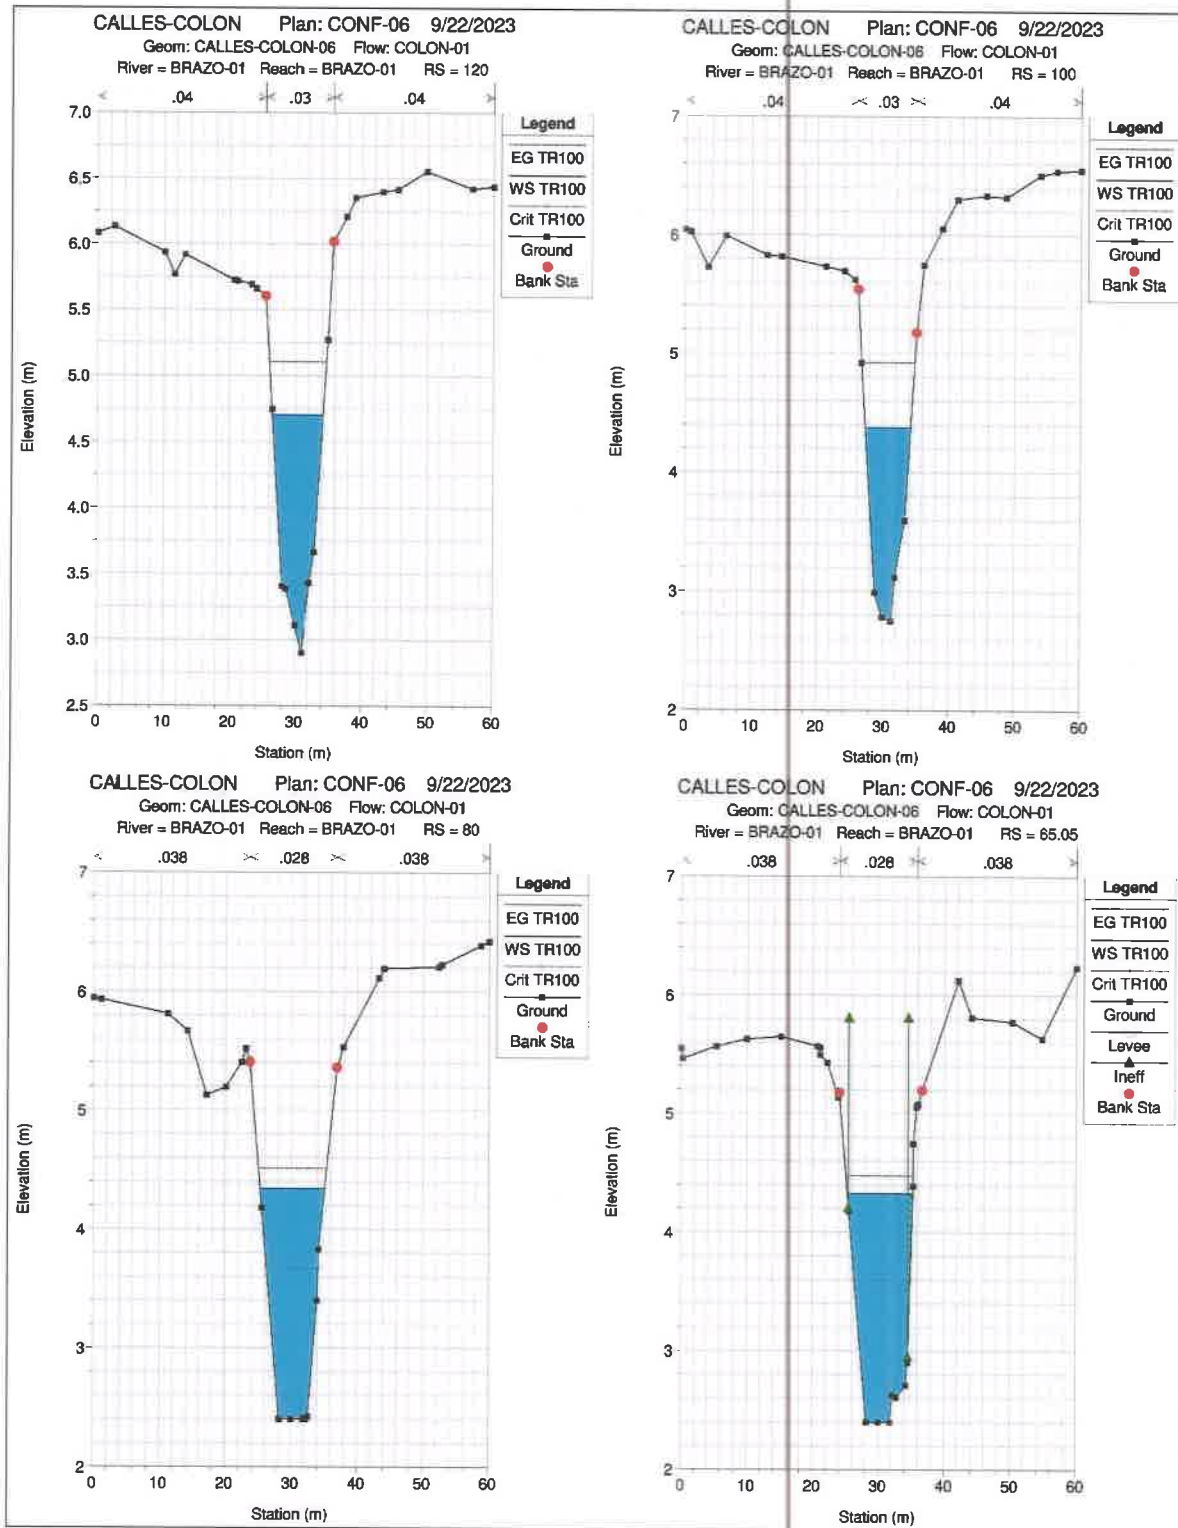 CALLES-COLON Plan: CONF-06 9/22/2023
Geom: CALLES-COLON-06 Flow: COLON-01
River = BRAZO-01 Reach = BRAZO-01 RS = 120
.04 .03 .04
7.0
6.5
6.0
5.5
5.0
4.5
4.0
3.5
3.0
2.5
Elevation (m)
0 10 20 30 40 50 60
Station (m)
Legend
EG TR100
WS TR100
Crit TR100
Ground
Bank Sta
CALLES-COLON Plan: CONF-06 9/22/2023
Geom: CALLES-COLON-06 Flow: COLON-01
River = BRAZO-01 Reach = BRAZO-01 RS = 100
.04 .03 .04
7
6
5
4
3
2
Elevation (m)
0 10 20 30 40 50 60
Station (m)
Legend
EG TR100
WS TR100
Crit TR100
Ground
Bank Sta
CALLES-COLON Plan: CONF-06 9/22/2023
Geom: CALLES-COLON-06 Flow: COLON-01
River = BRAZO-01 Reach = BRAZO-01 RS = 80
.038 .028 .038
7
6
5
4
3
2
Elevation (m)
0 10 20 30 40 50 60
Station (m)
Legend
EG TR100
WS TR100
Crit TR100
Ground
Bank Sta
CALLES-COLON Plan: CONF-06 9/22/2023
Geom: CALLES-COLON-06 Flow: COLON-01
River = BRAZO-01 Reach = BRAZO-01 RS = 65.05
.038 .028 .038
7
6
5
4
3
2
Elevation (m)
0 10 20 30 40 50 60
Station (m)
Legend
EG TR100
WS TR100
Crit TR100
Ground
Levee
Ineff
Bank Sta